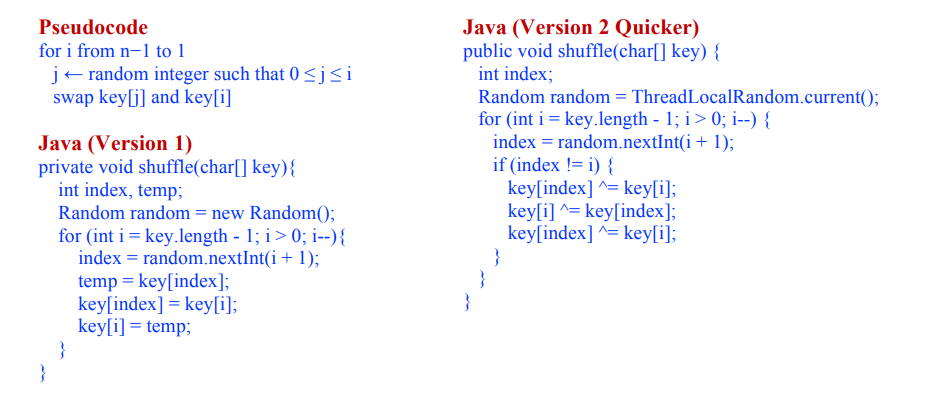 Pseudocode
for i from n−1 to 1
j ← random integer such that 0 ≤ j ≤ i
swap key[j] and key[i]
Java (Version 1)
private void shuffle(char[] key){
int index, temp;
Random random = new Random();
for (int i = key.length - 1; i > 0; i--){
index = random.nextInt(i + 1);
temp = key[index];
key[index] = key[i];
key[i] = temp;
}
}
Java (Version 2 Quicker)
public void shuffle(char[] key) {
int index;
Random random = ThreadLocalRandom.current();
for (int i = key.length - 1; i > 0; i--) {
index = random.nextInt(i + 1);
if (index != i) {
key[index] ^= key[i];
key[i] ^= key[index];
key[index] ^= key[i];
}
}
}